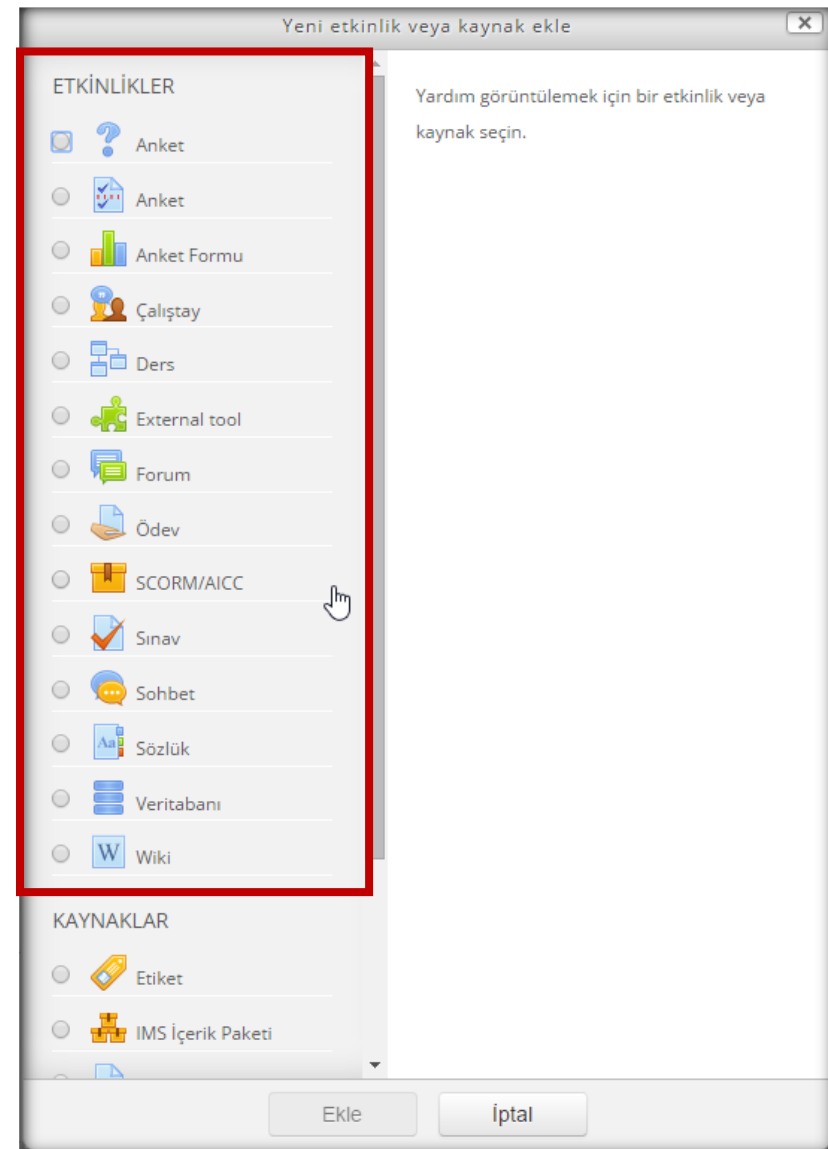 Yeni etkinlik veya kaynak ekle
ETKİNLİKLER
Anket
Anket
Anket Formu
Çalıştay
Ders
External tool
Forum
Ödev
SCORM/AICC
Sınav
Sohbet
Aa
Sözlük
Veritabanı
W
Wiki
KAYNAKLAR
Etiket
IMS İçerik Paketi
Yardım görüntülemek için bir etkinlik veya
kaynak seçin.
Ekle
İptal